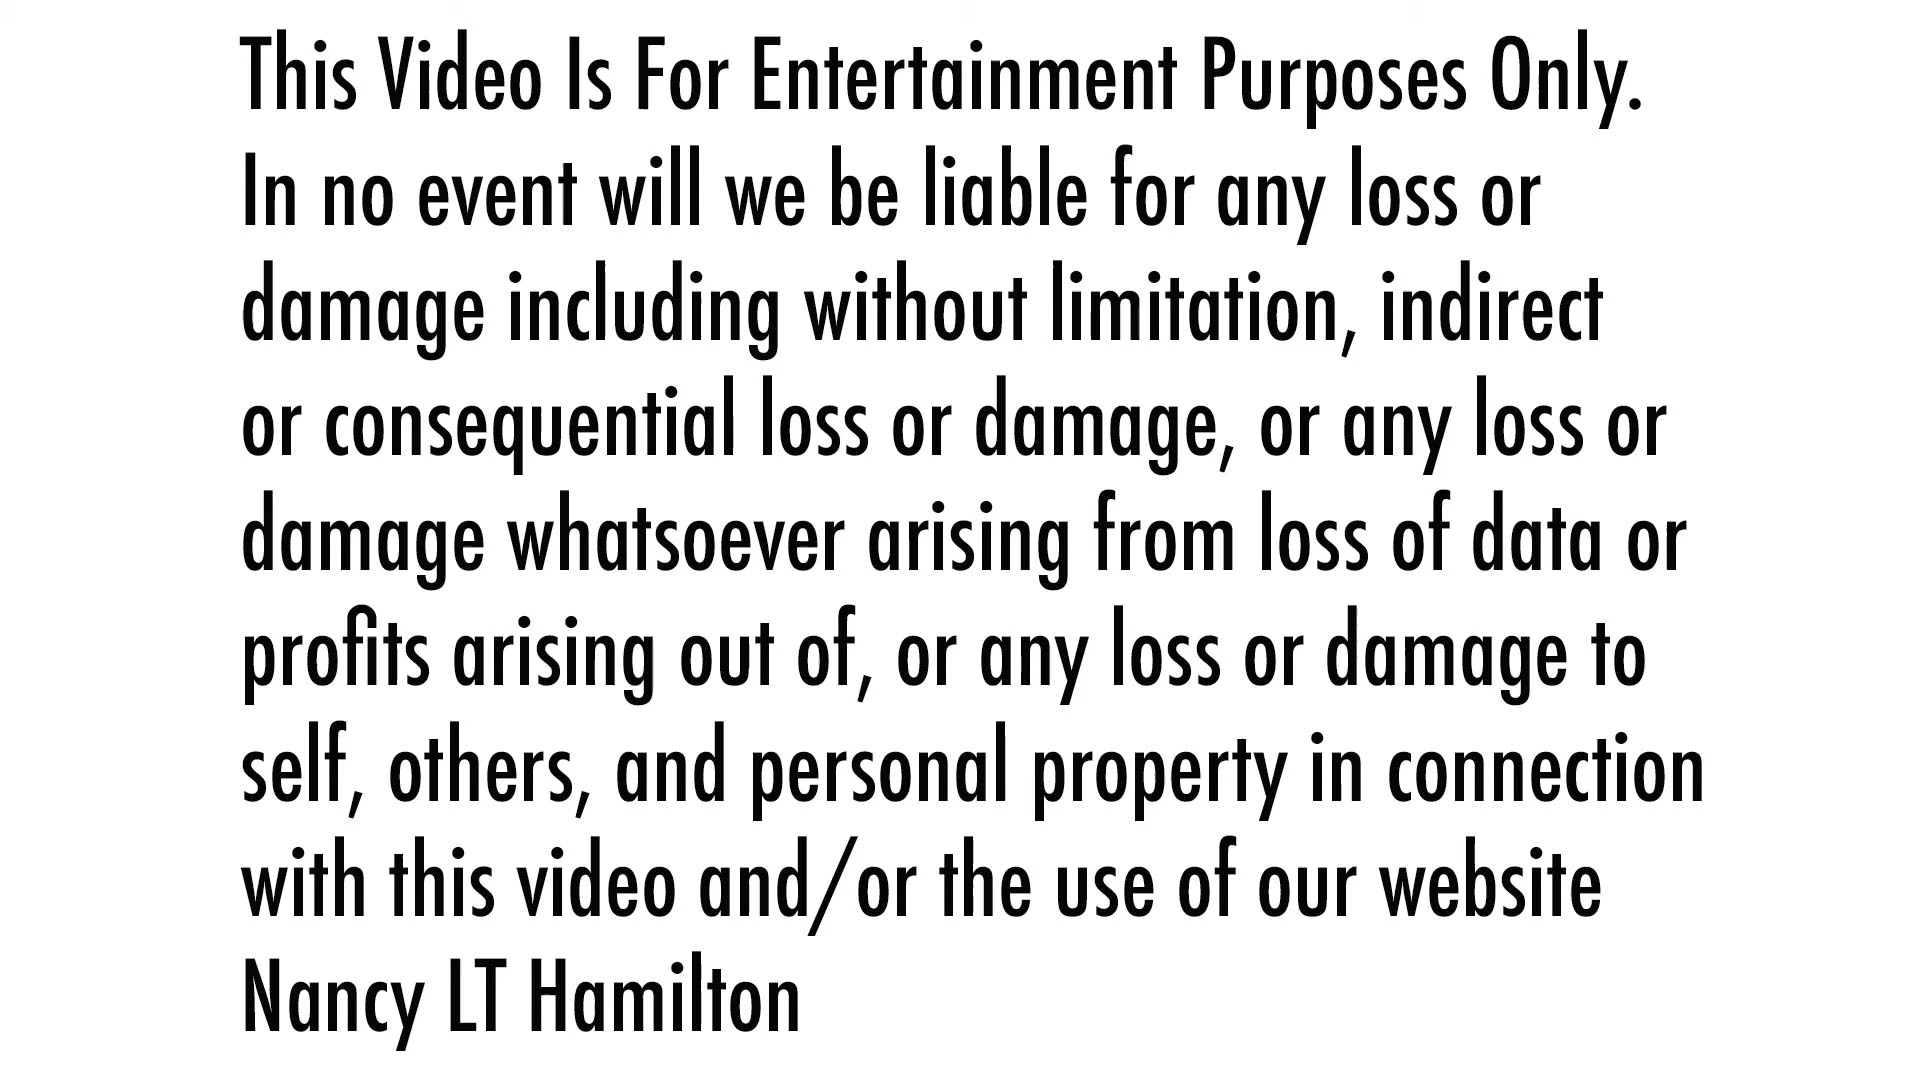 This Video Is For Entertainment Purposes Only.
In no event will we be liable for any loss or
damage including without limitation, indirect
or consequential loss or damage, or any loss or
damage whatsoever arising from loss of data or
profits arising out of, or any loss or damage to
self, others, and personal property in connection
with this video and/or the use of our website
Nancy LT Hamilton